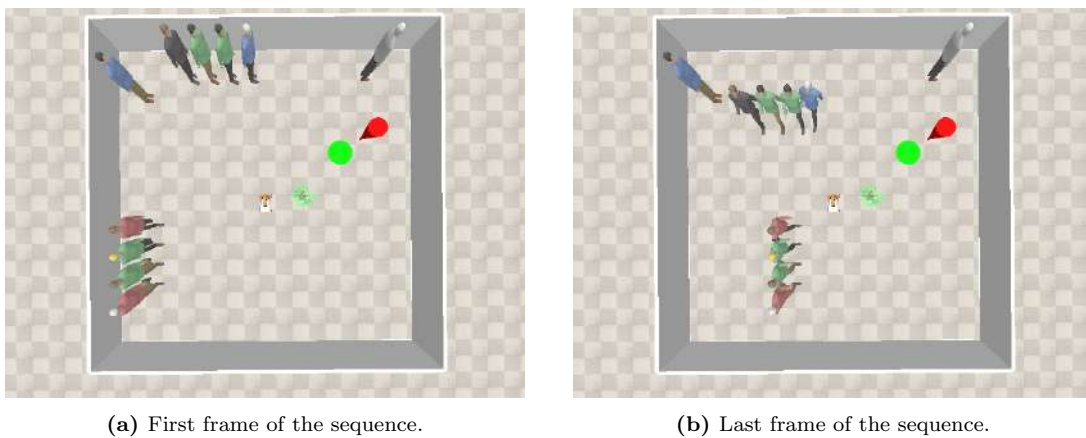 (a) First frame of the sequence.
(b) Last frame of the sequence.